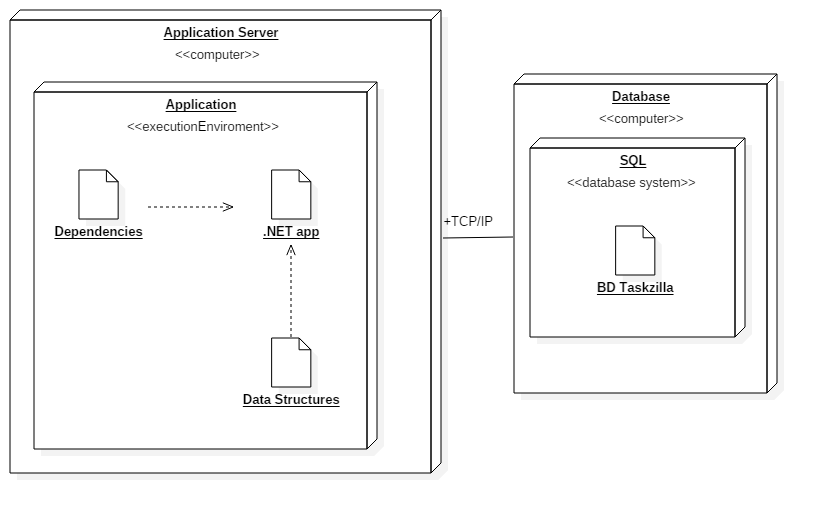 Application Server
<<computer>>
Application
<<executionEnviroment>>
Dependencies
.NET app
Data Structures
+TCP/IP
Database
<<computer>>
SQL
<<database system>>
BD Taskzilla